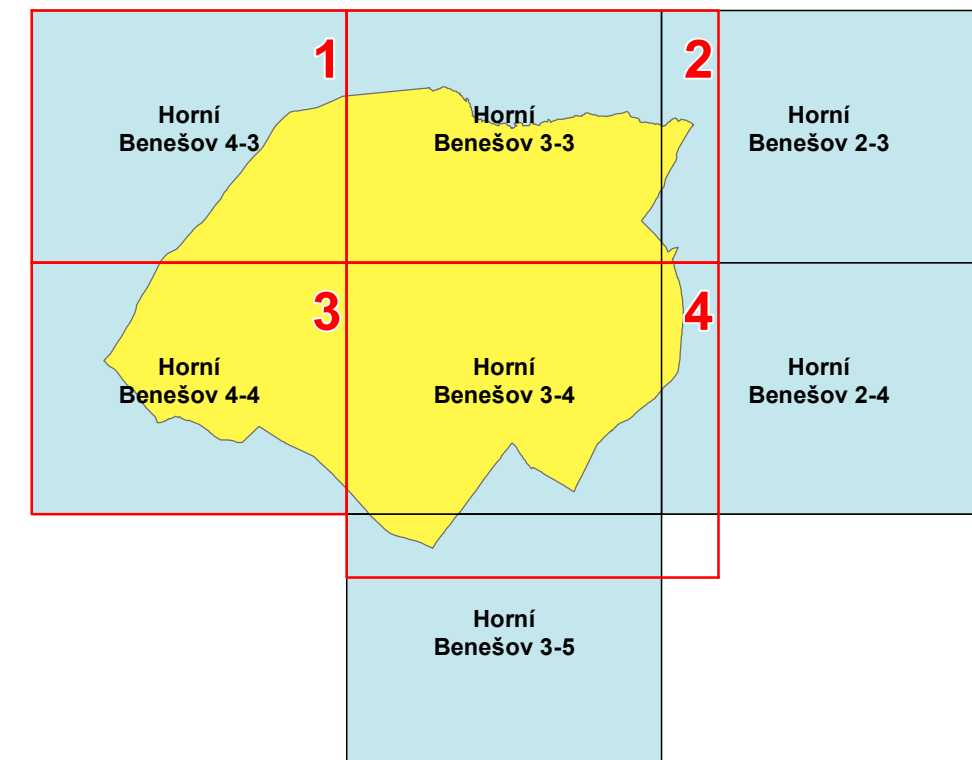 1
2
Horní
Benešov 4-3
Horní
Benešov 3-3
Horní
Benešov 2-3
3
4
Horní
Benešov 4-4
Horní
Benešov 3-4
Horní
Benešov 2-4
Horní
Benešov 3-5